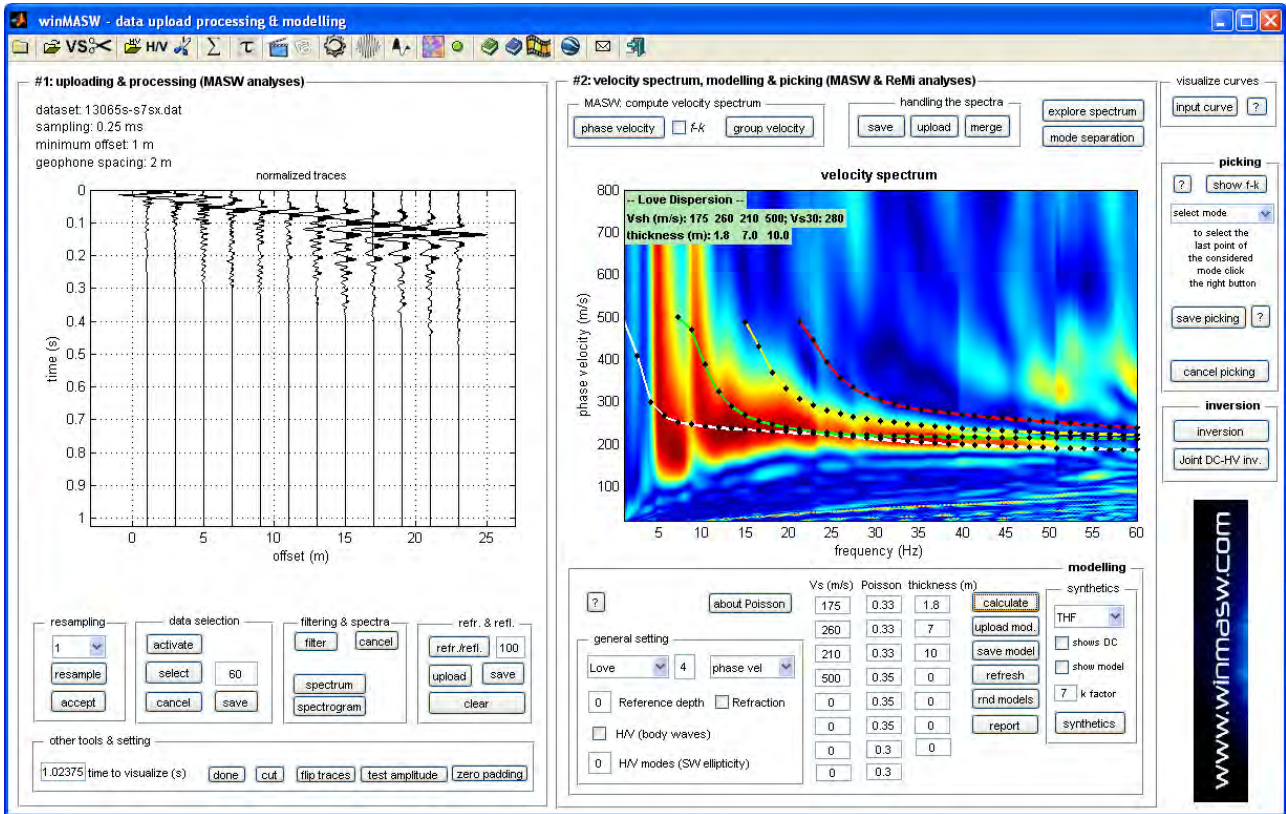 winMASW - data upload processing & modelling
VS
H/V
Σ
τ
#1: uploading & processing (MASW analyses)
dataset: 13065s-s7sx.dat
sampling: 0.25 ms
minimum offset: 1 m
geophone spacing: 2 m
normalized traces
0
0.1
0.2
0.3
0.4
0.5
0.6
0.7
0.8
0.9
1
time (s)
0 5 10 15 20 25
offset (m)
resampling
1
resample
accept
data selection
activate
select 60
cancel save
filtering & spectra
filter cancel
spectrum
spectrogram
refr. & refl.
refr./refl. 100
upload save
clear
other tools & setting
1.02375 time to visualize (s) done cut flip traces test amplitude zero padding
#2: velocity spectrum, modelling & picking (MASW & ReMi analyses)
MASW: compute velocity spectrum
phase velocity f-k group velocity
handling the spectra
save upload merge
explore spectrum
mode separation
velocity spectrum
-- Love Dispersion --
Vsh (m/s): 175 260 210 500; Vs30: 280
thickness (m): 1.8 7.0 10.0
800
700
600
500
400
300
200
100
phase velocity (m/s)
5 10 15 20 25 30 35 40 45 50 55 60
frequency (Hz)
modelling
? about Poisson
general setting
Love 4 phase vel
0 Reference depth Refraction
H/V (body waves)
0 H/V modes (SW ellipticity)
Vs (m/s) Poisson thickness (m)
175 0.33 1.8
260 0.33 7
210 0.33 10
500 0.35 0
0 0.35 0
0 0.35 0
0 0.3 0
0 0.3
calculate
upload mod.
save model
refresh
rnd models
report
synthetics
THF
shows DC
show model
7 k factor
synthetics
visualize curves
input curve ?
picking
? show f-k
select mode
to select the
last point of
the considered
mode click
the right button
save picking ?
cancel picking
inversion
inversion
Joint DC-HV inv.
www.winmasw.com